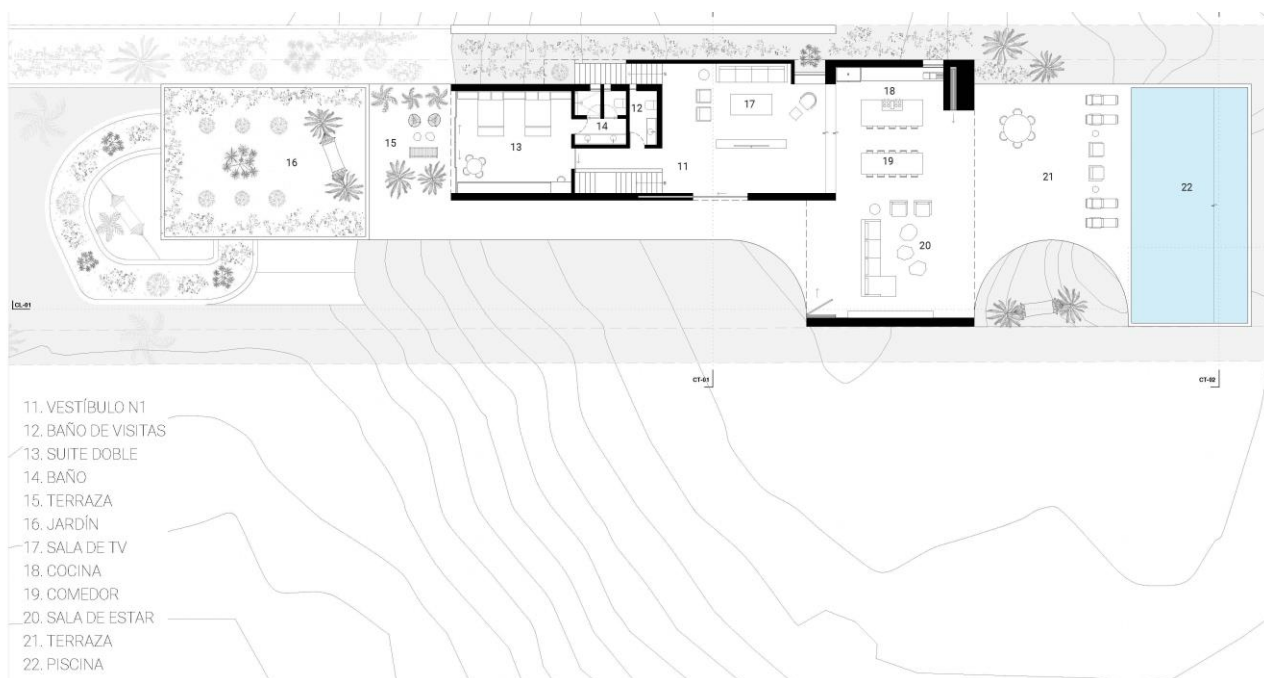 12
18
17
14
13
15
16
19
11
21
22
20
CL-01
CT-01
CT-02
11. VESTÍBULO N1
12. BAÑO DE VISITAS
13. SUITE DOBLE
14. BAÑO
15. TERRAZA
16. JARDÍN
17. SALA DE TV
18. COCINA
19. COMEDOR
20. SALA DE ESTAR
21. TERRAZA
22. PISCINA